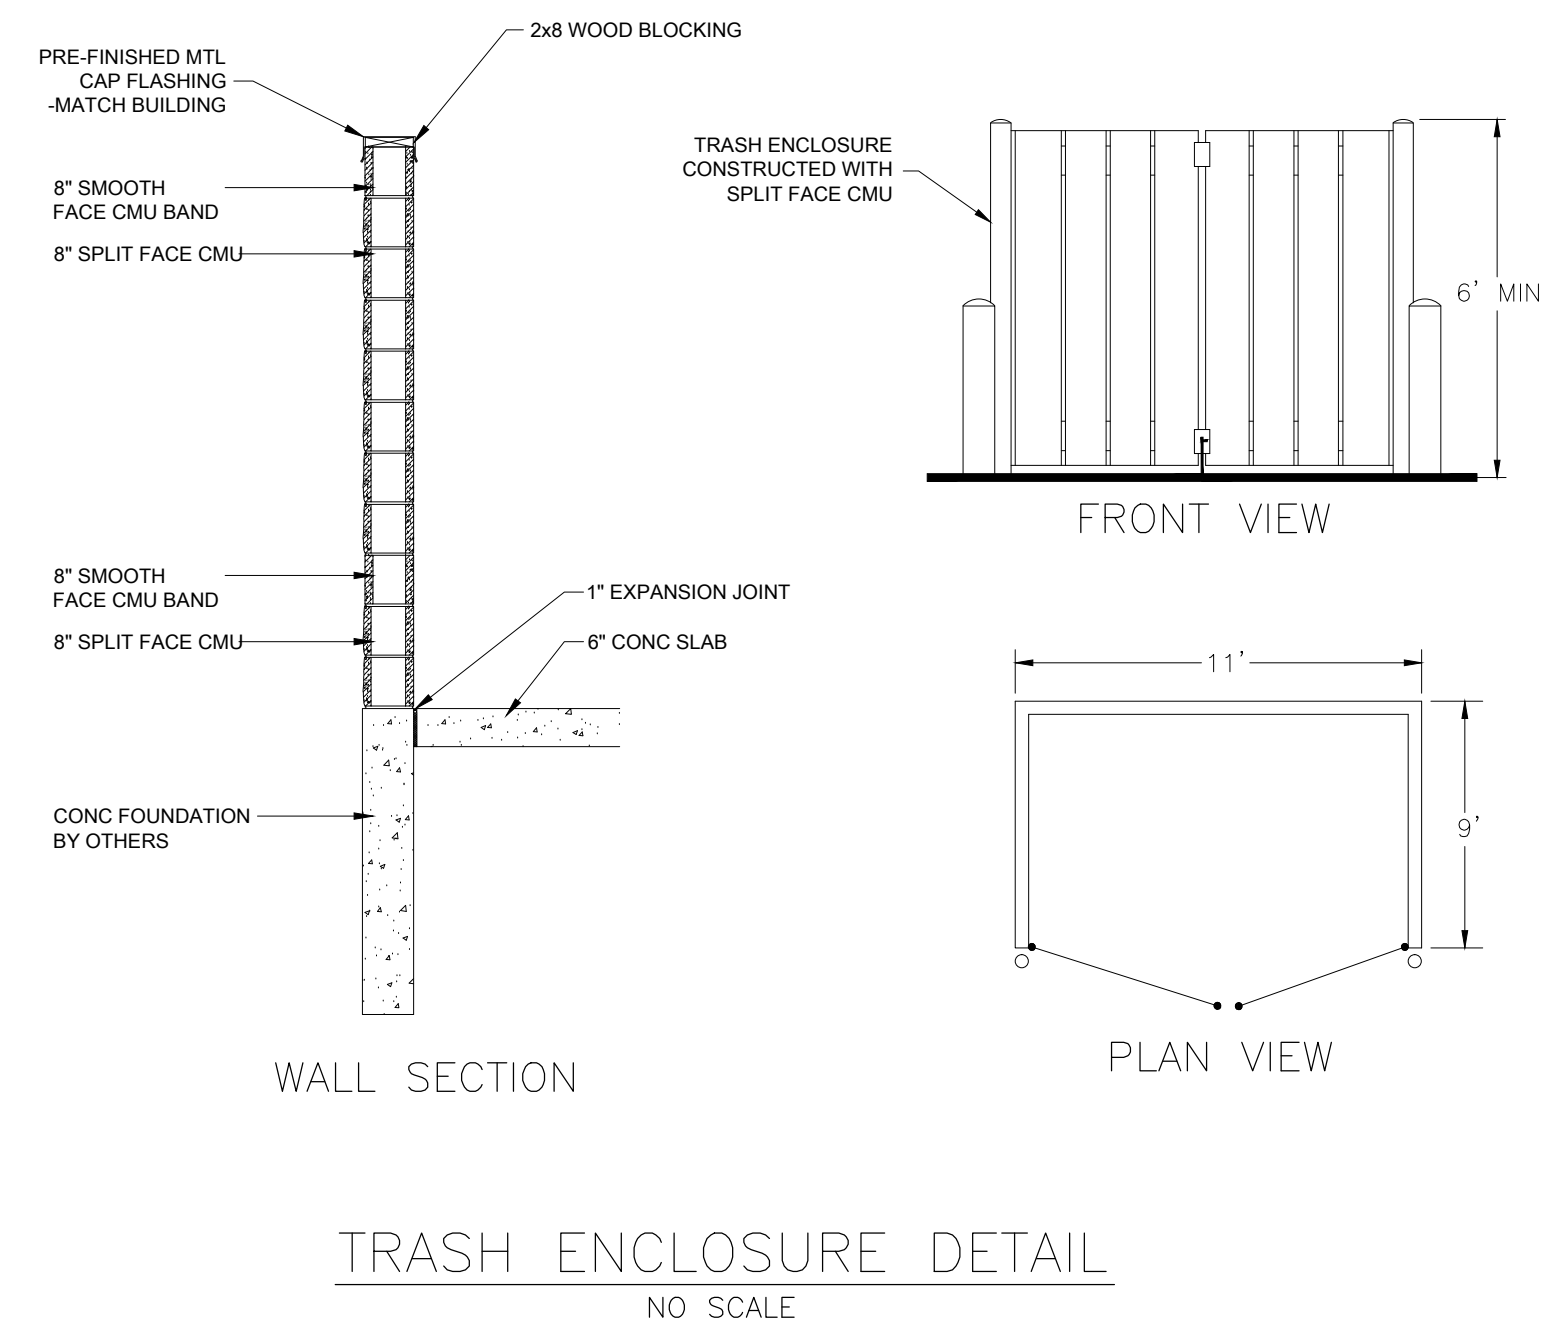 2x8 WOOD BLOCKING
PRE-FINISHED MTL
CAP FLASHING
-MATCH BUILDING
8" SMOOTH
FACE CMU BAND
8" SPLIT FACE CMU
8" SMOOTH
FACE CMU BAND
8" SPLIT FACE CMU
1" EXPANSION JOINT
6" CONC SLAB
CONC FOUNDATION
BY OTHERS
WALL SECTION
TRASH ENCLOSURE
CONSTRUCTED WITH
SPLIT FACE CMU
6' MIN
FRONT VIEW
11'
9'
PLAN VIEW
TRASH ENCLOSURE DETAIL
NO SCALE